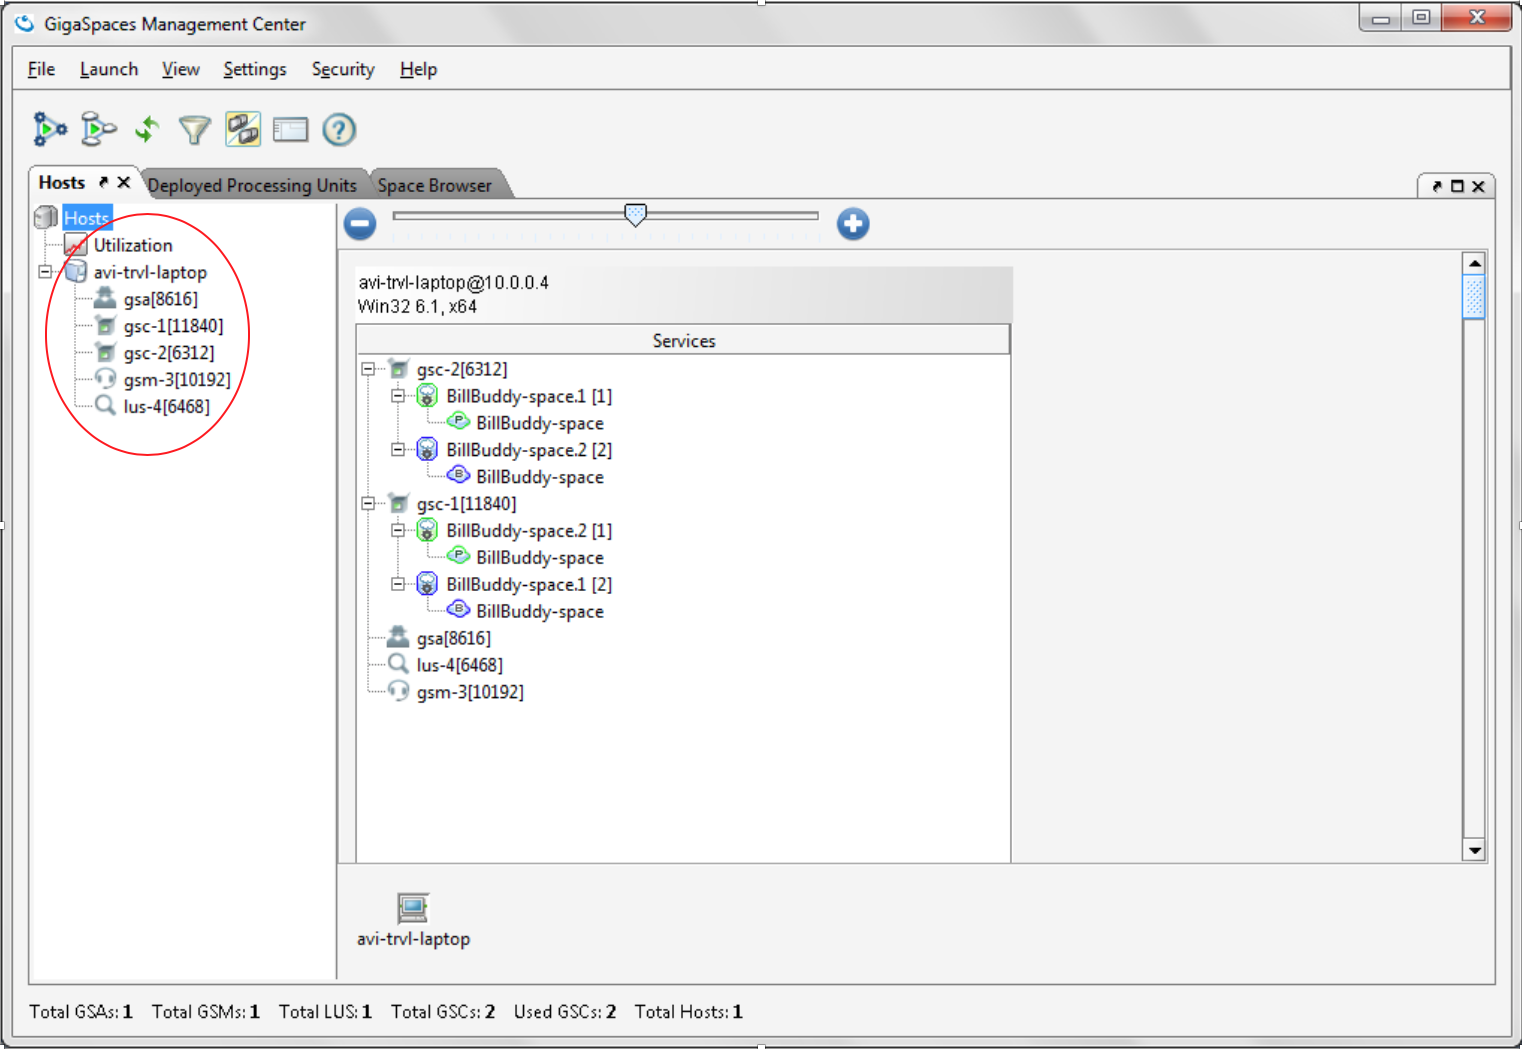 GigaSpaces Management Center
File Launch View Settings Security Help
Hosts Deployed Processing Units Space Browser
Hosts
Utilization
avi-trvl-laptop
gsa[8616]
gsc-1[11840]
gsc-2[6312]
gsm-3[10192]
lus-4[6468]
avi-trvl-laptop@10.0.0.4
Win32 6.1, x64
Services
gsc-2[6312]
BillBuddy-space.1 [1]
P BillBuddy-space
BillBuddy-space.2 [2]
B BillBuddy-space
gsc-1[11840]
BillBuddy-space.2 [1]
P BillBuddy-space
BillBuddy-space.1 [2]
B BillBuddy-space
gsa[8616]
lus-4[6468]
gsm-3[10192]
avi-trvl-laptop
Total GSAs: 1 Total GSMs: 1 Total LUS: 1 Total GSCs: 2 Used GSCs: 2 Total Hosts: 1